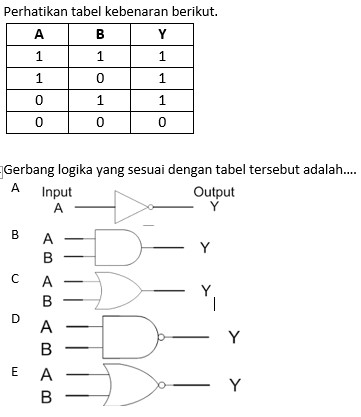 Perhatikan tabel kebenaran berikut.
A B Y
1 1 1
1 0 1
0 1 1
0 0 0
Gerbang logika yang sesuai dengan tabel tersebut adalah....
A Input Output
A Y
B A
B Y
C A
B Y
D A
B Y
E A
B Y